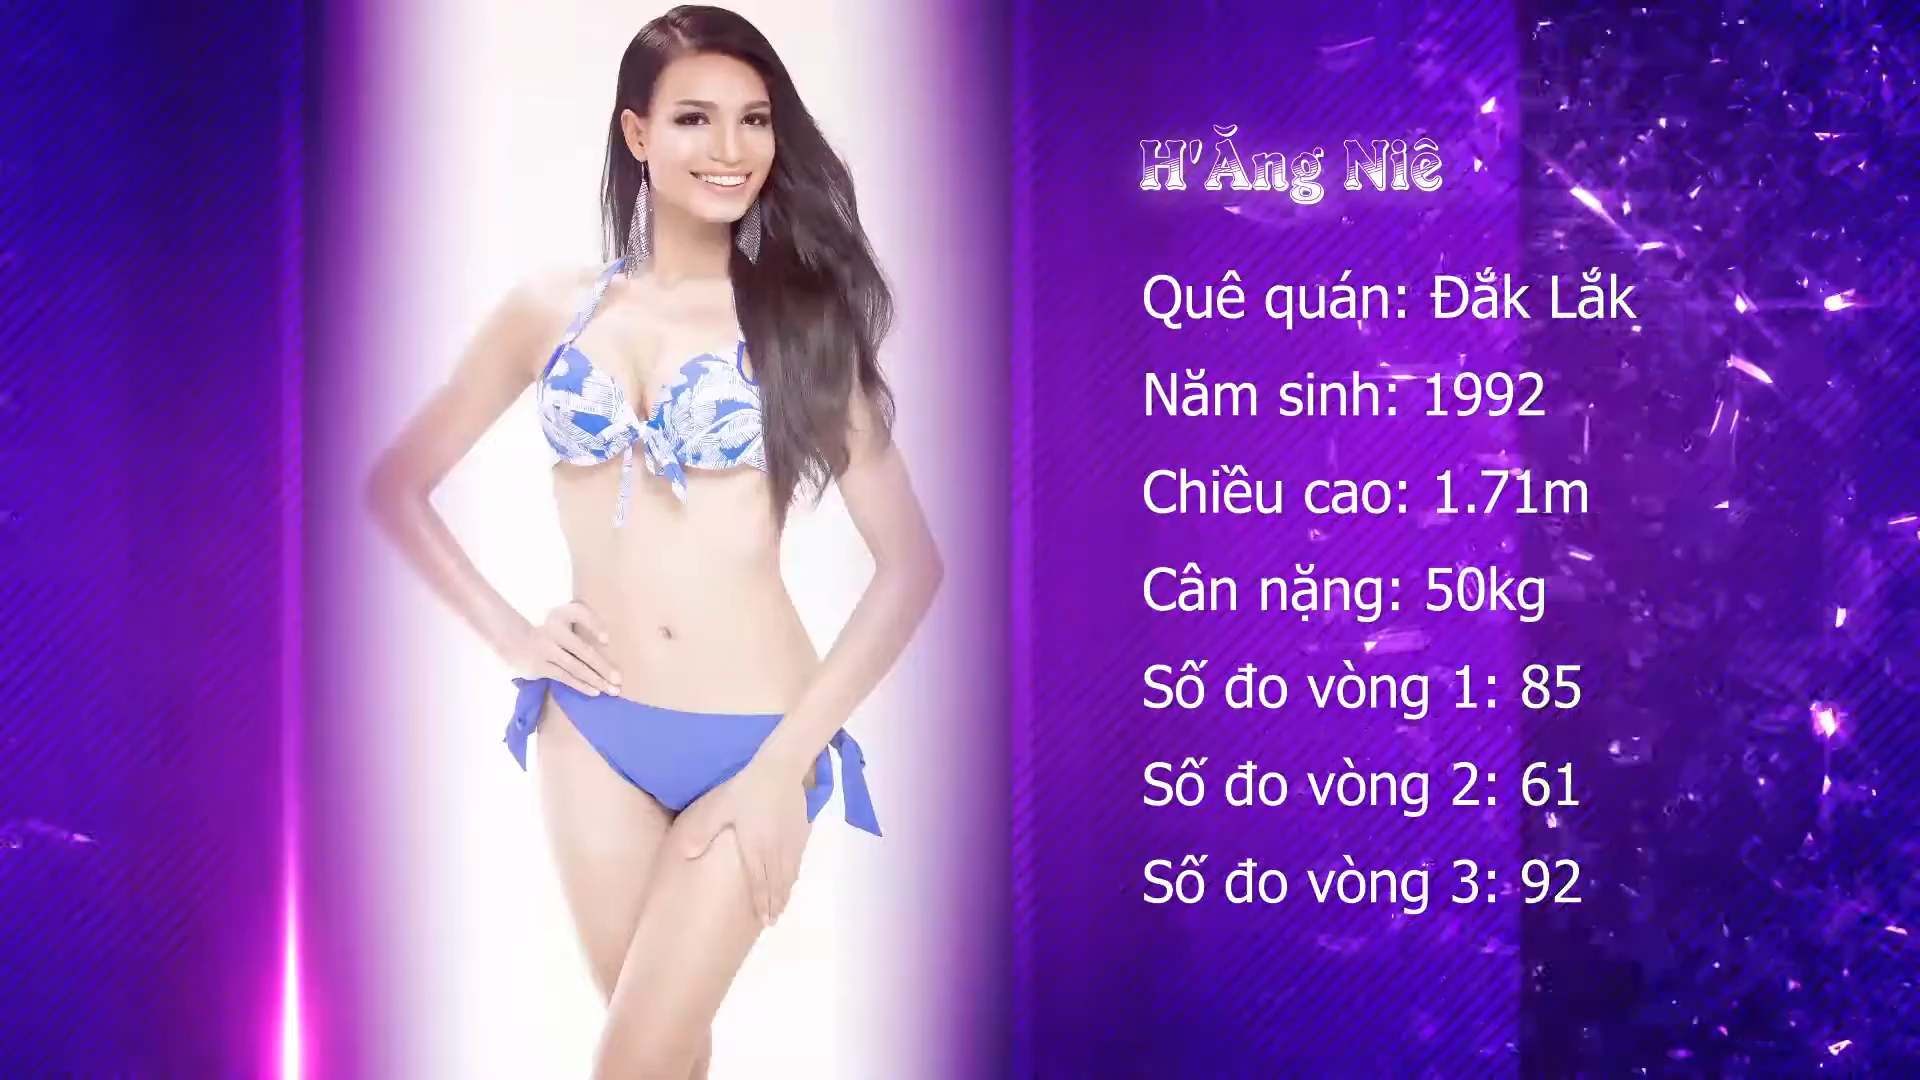 H'Ăng Niê
Quê quán: Đắk Lắk
Năm sinh: 1992
Chiều cao: 1.71m
Cân nặng: 50kg
Số đo vòng 1: 85
Số đo vòng 2: 61
Số đo vòng 3: 92